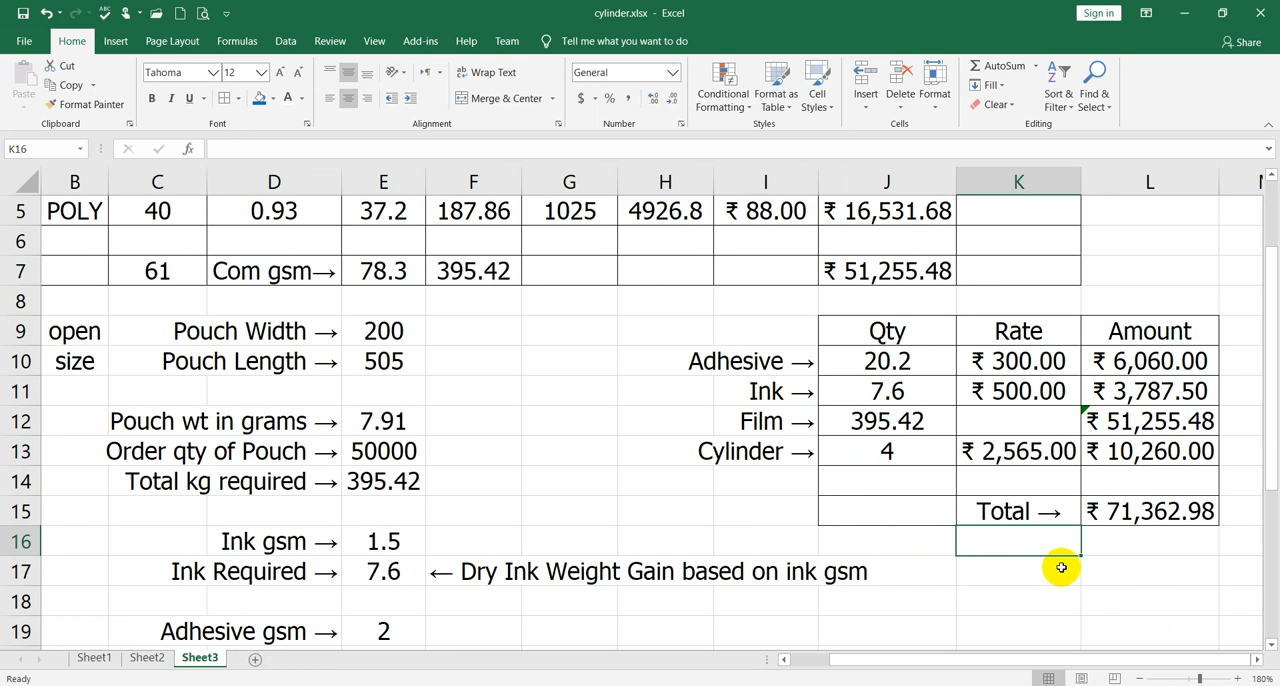 cylinder.xlsx - Excel
Sign in
File Home Insert Page Layout Formulas Data Review View Add-ins Help Team Tell me what you want to do Share
Paste Cut Copy Format Painter Clipboard
Tahoma 12 B I U A Font
Wrap Text Merge & Center Alignment
General $ % , Number
Conditional Formatting Format as Table Cell Styles Styles
Insert Delete Format Cells
AutoSum Fill Clear Sort & Filter Find & Select Editing
K16 fx
B C D E F G H I J K L
5 POLY 40 0.93 37.2 187.86 1025 4926.8 ₹ 88.00 ₹ 16,531.68
6
7 61 Com gsm→ 78.3 395.42 ₹ 51,255.48
8
9 open Pouch Width → 200 Qty Rate Amount
10 size Pouch Length → 505 Adhesive → 20.2 ₹ 300.00 ₹ 6,060.00
11 Ink → 7.6 ₹ 500.00 ₹ 3,787.50
12 Pouch wt in grams → 7.91 Film → 395.42 ₹ 51,255.48
13 Order qty of Pouch → 50000 Cylinder → 4 ₹ 2,565.00 ₹ 10,260.00
14 Total kg required → 395.42
15 Total → ₹ 71,362.98
16 Ink gsm → 1.5
17 Ink Required → 7.6 ← Dry Ink Weight Gain based on ink gsm
18
19 Adhesive gsm → 2
Sheet1 Sheet2 Sheet3
Ready 180%